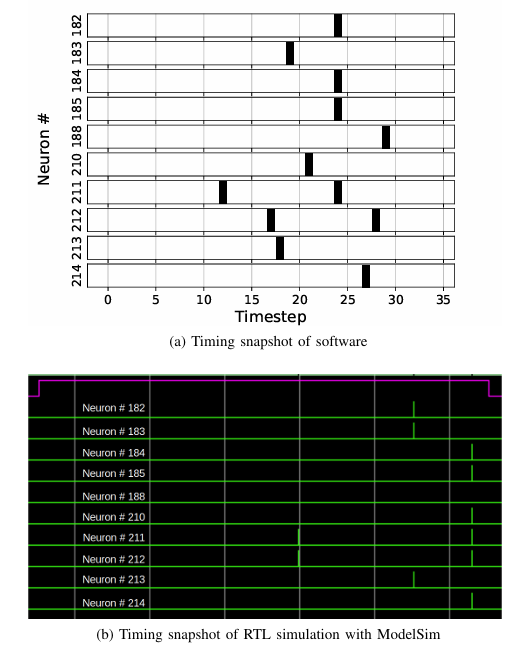 Neuron #
182
183
184
185
188
210
211
212
213
214
0 5 10 15 20 25 30 35
Timestep
(a) Timing snapshot of software
Neuron # 182
Neuron # 183
Neuron # 184
Neuron # 185
Neuron # 188
Neuron # 210
Neuron # 211
Neuron # 212
Neuron # 213
Neuron # 214
(b) Timing snapshot of RTL simulation with ModelSim